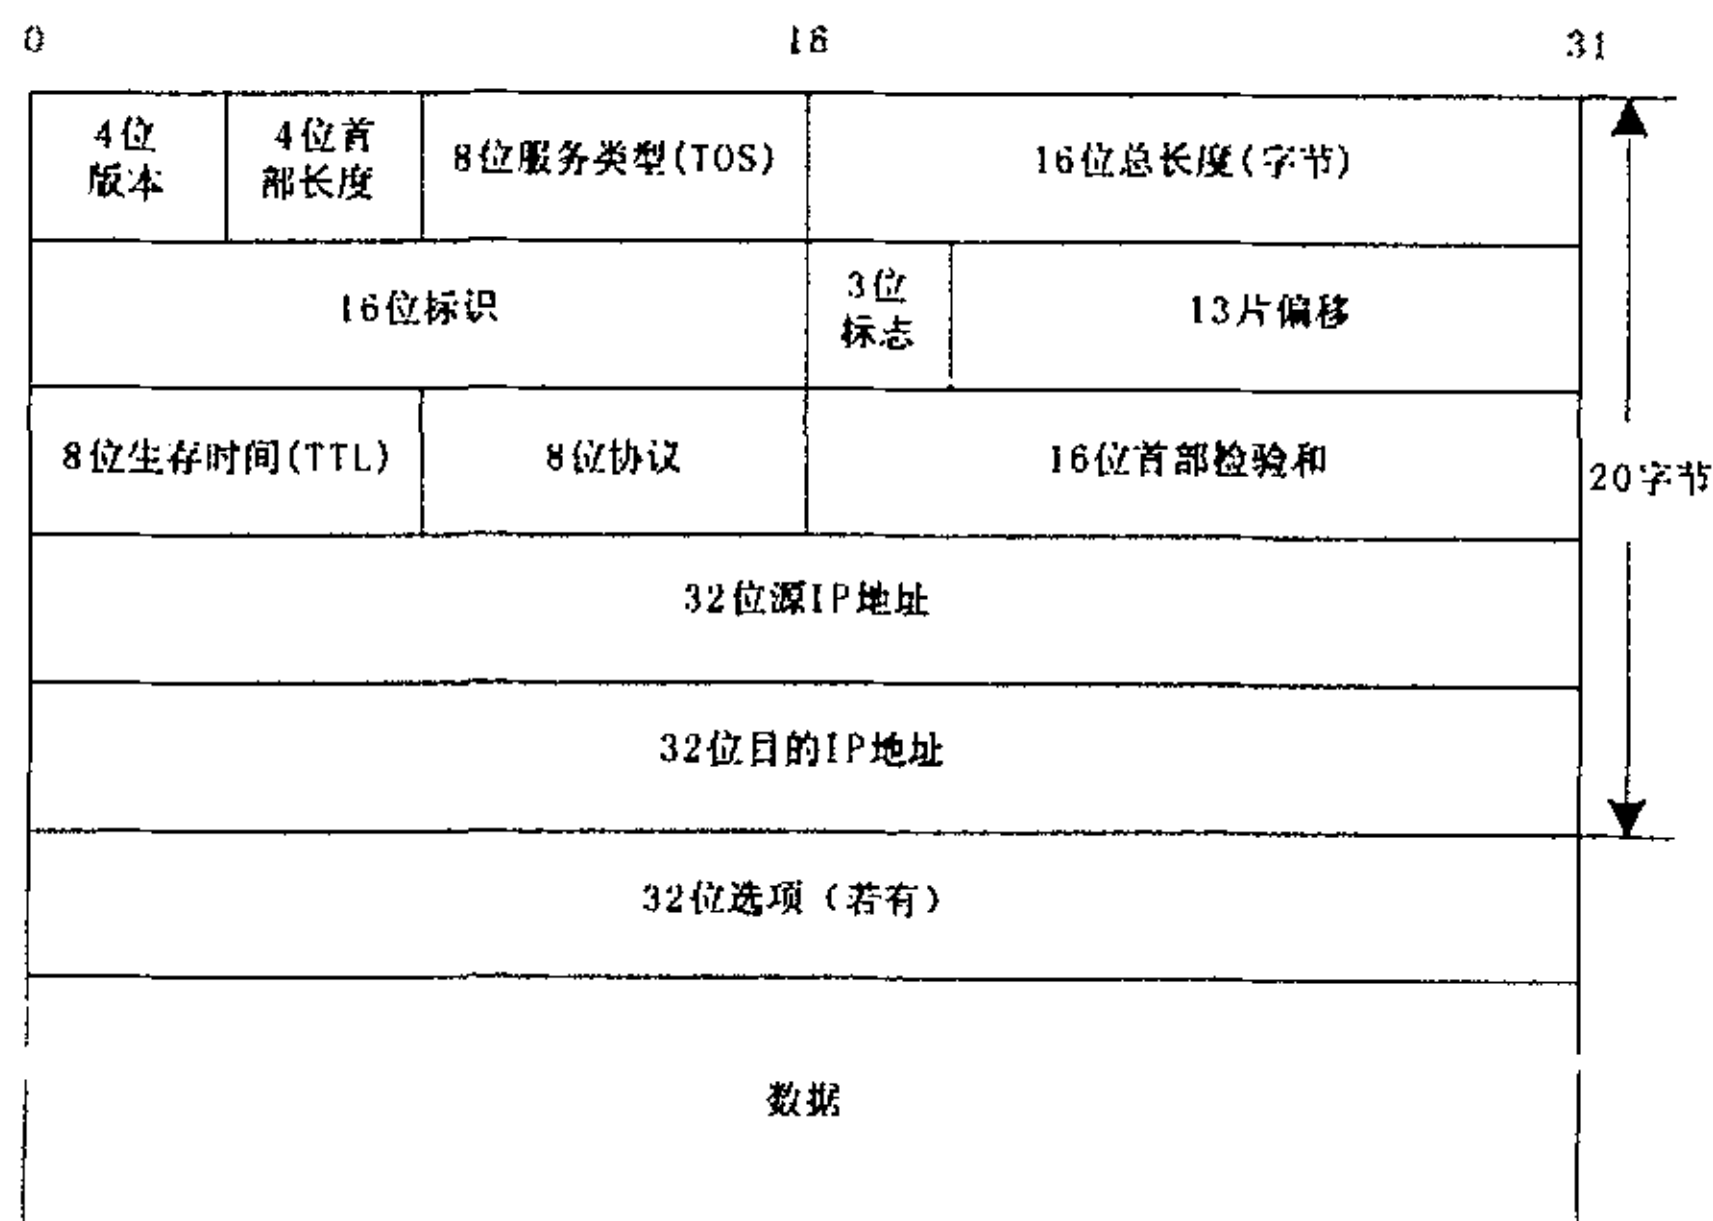 0 16 31
4位
版本
4位首
部长度
8位服务类型(TOS)
16位总长度(字节)
16位标识
3位
标志
13片偏移
8位生存时间(TTL)
8位协议
16位首部检验和
20字节
32位源IP地址
32位目的IP地址
32位选项（若有）
数据